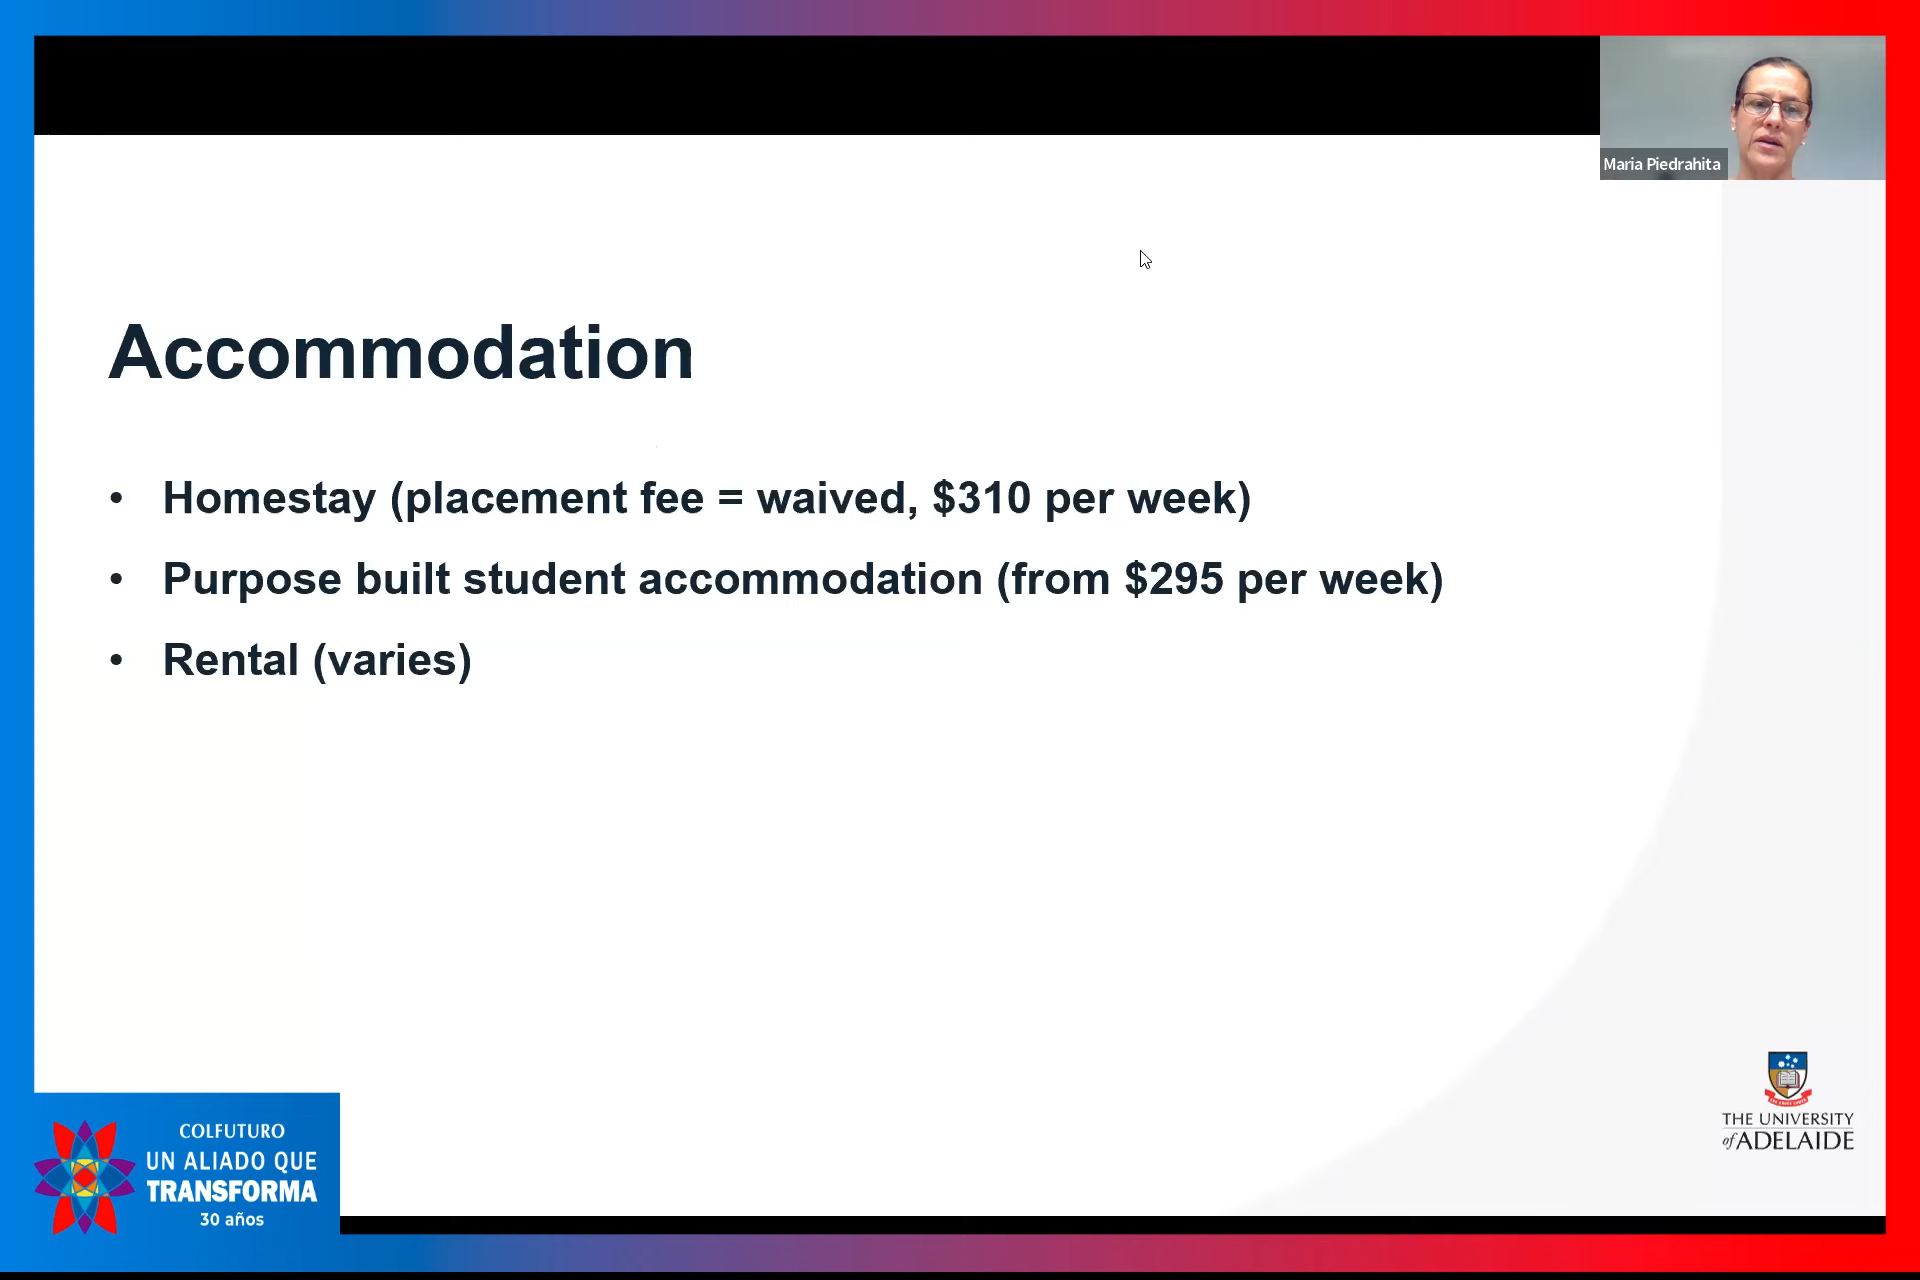 Maria Piedrahita
Accommodation
• Homestay (placement fee = waived, $310 per week)
• Purpose built student accommodation (from $295 per week)
• Rental (varies)
COLFUTURO
UN ALIADO QUE
TRANSFORMA
30 años
THE UNIVERSITY
of ADELAIDE